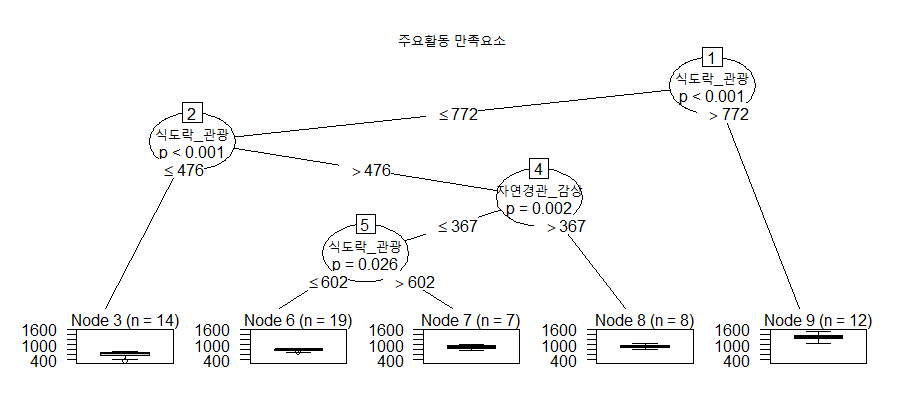 주요활동 만족요소
1
식도락_관광
p < 0.001
≤772
> 772
2
식도락_관광
p < 0.001
≤ 476
> 476
4
자연경관_감상
p = 0.002
≤ 367
> 367
5
식도락_관광
p = 0.026
≤ 602
> 602
Node 3 (n = 14)
1600
1000
400
Node 6 (n = 19)
1600
1000
400
Node 7 (n = 7)
1600
1000
400
Node 8 (n = 8)
1600
1000
400
Node 9 (n = 12)
1600
1000
400